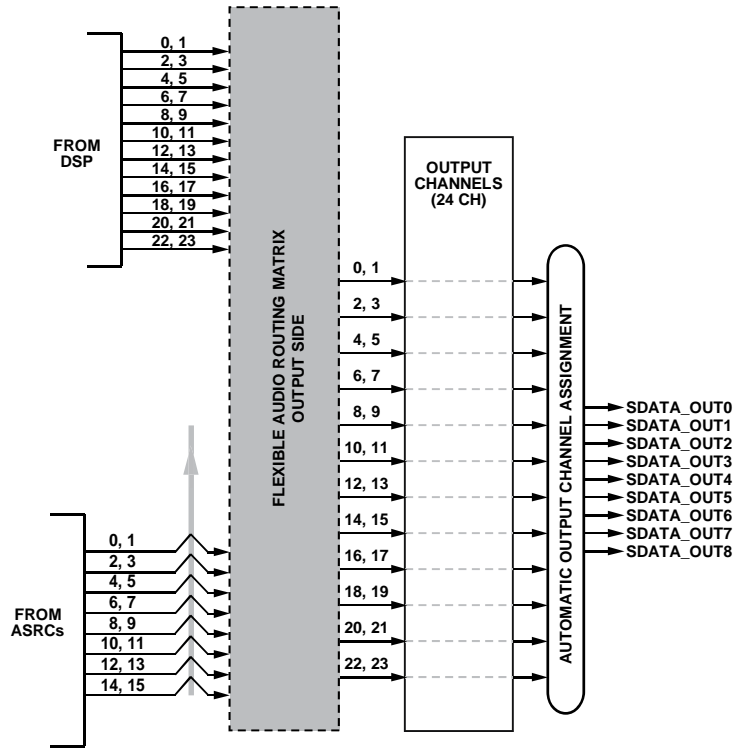 FROM
DSP
0, 1
2, 3
4, 5
6, 7
8, 9
10, 11
12, 13
14, 15
16, 17
18, 19
20, 21
22, 23
FROM
ASRCs
0, 1
2, 3
4, 5
6, 7
8, 9
10, 11
12, 13
14, 15
FLEXIBLE AUDIO ROUTING MATRIX
OUTPUT SIDE
0, 1
2, 3
4, 5
6, 7
8, 9
10, 11
12, 13
14, 15
16, 17
18, 19
20, 21
22, 23
OUTPUT
CHANNELS
(24 CH)
AUTOMATIC OUTPUT CHANNEL ASSIGNMENT
SDATA_OUT0
SDATA_OUT1
SDATA_OUT2
SDATA_OUT3
SDATA_OUT4
SDATA_OUT5
SDATA_OUT6
SDATA_OUT7
SDATA_OUT8